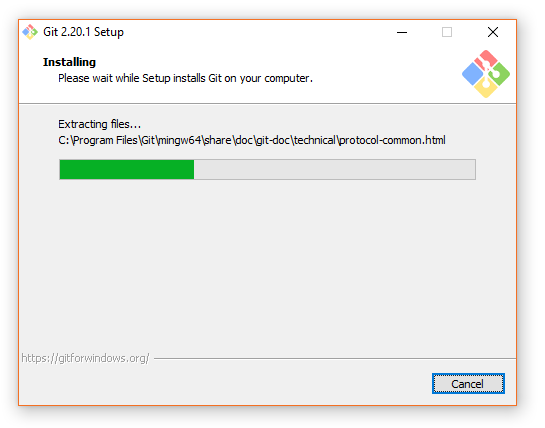 Git 2.20.1 Setup
Installing
Please wait while Setup installs Git on your computer.
Extracting files...
C:\Program Files\Git\mingw64\share\doc\git-doc\technical\protocol-common.html
https://gitforwindows.org/
Cancel